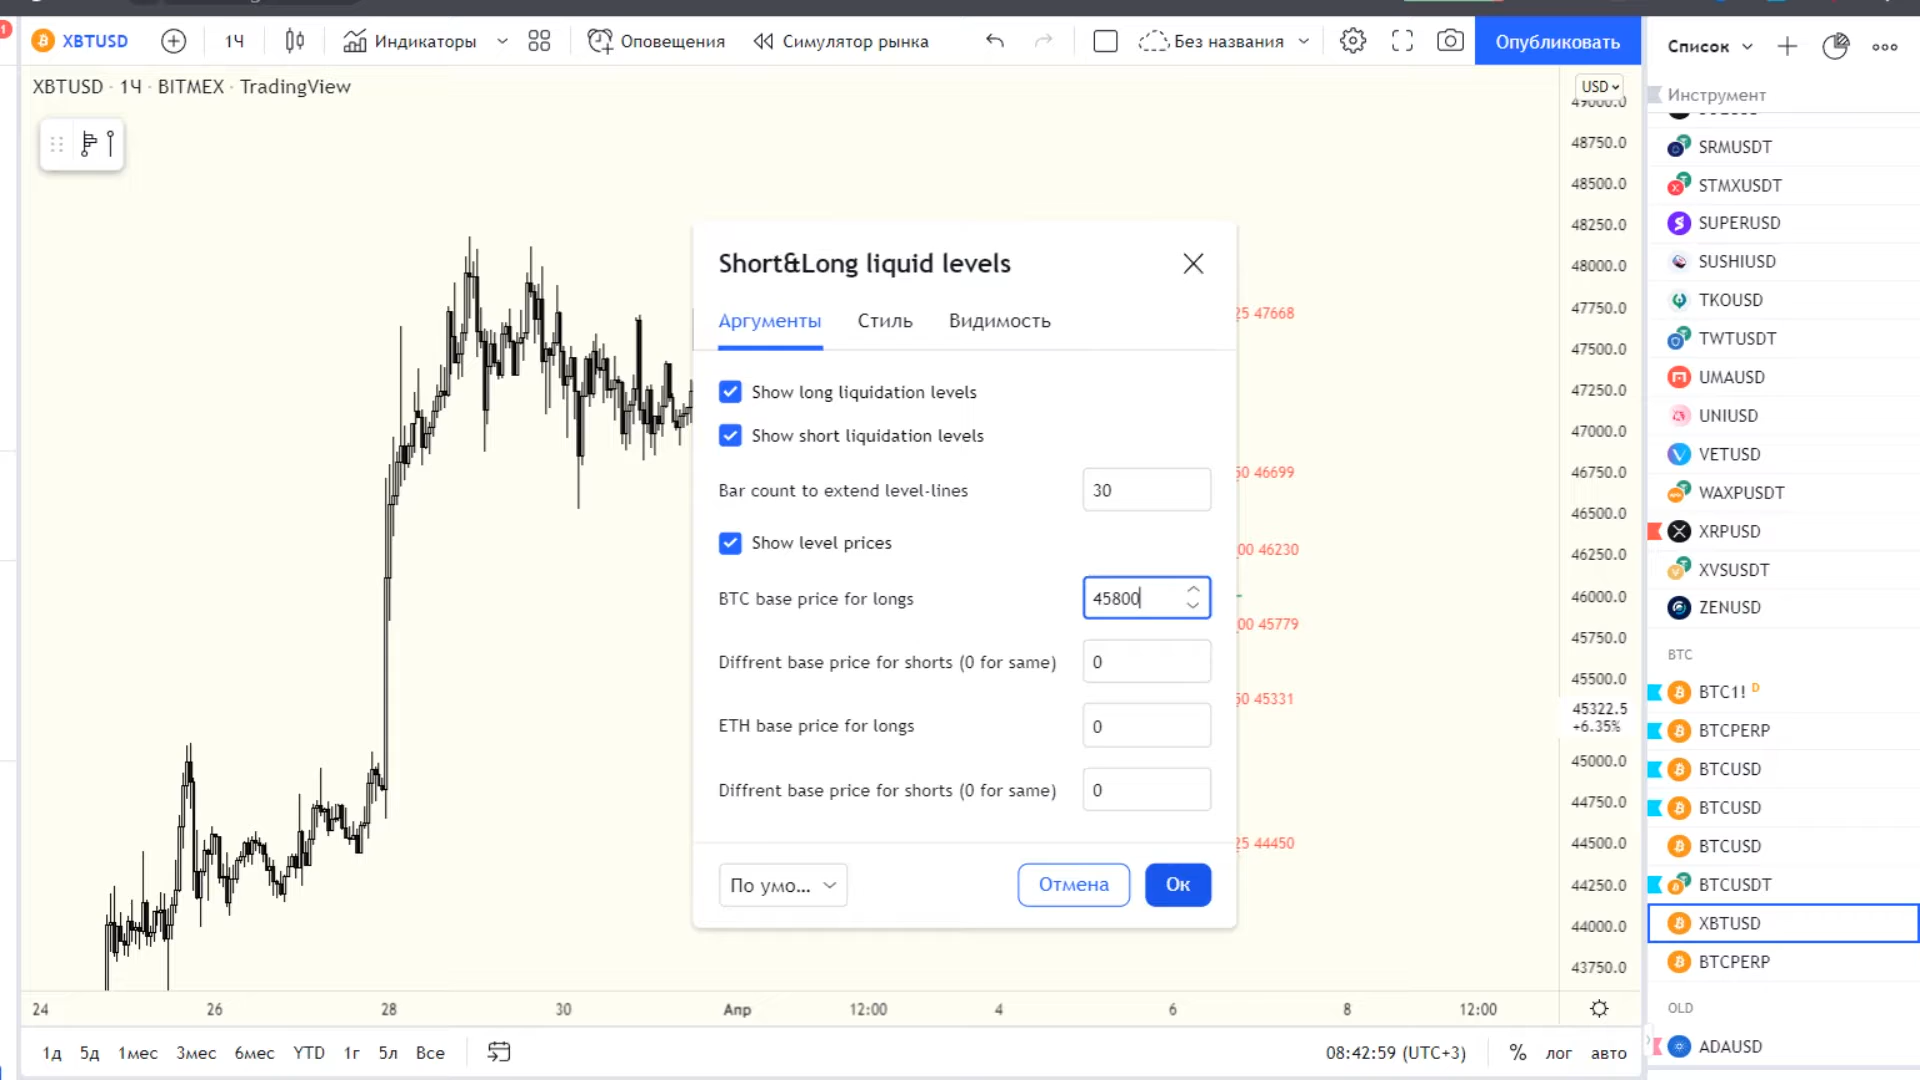 XBTUSD
1Ч
Индикаторы
Оповещения
Симулятор рынка
Без названия
Опубликовать
Список
XBTUSD · 1Ч · BITMEX · TradingView
USD
Инструмент
SRMUSDT
STMXUSDT
SUPERUSD
SUSHIUSD
TKOUSD
TWTUSDT
UMAUSD
UNIUSD
VETUSD
WAXPUSDT
XRPUSD
XVSUSDT
ZENUSD
BTC
BTC1! D
BTCPERP
BTCUSD
BTCUSD
BTCUSD
BTCUSDT
XBTUSD
BTCPERP
OLD
ADAUSD
Short&Long liquid levels
Аргументы
Стиль
Видимость
Show long liquidation levels
Show short liquidation levels
Bar count to extend level-lines
30
Show level prices
BTC base price for longs
45800
Diffrent base price for shorts (0 for same)
0
ETH base price for longs
0
Diffrent base price for shorts (0 for same)
0
По умо...
Отмена
Ок
25 47668
50 46699
00 46230
00 45779
50 45331
25 44450
49000.0
48750.0
48500.0
48250.0
48000.0
47750.0
47500.0
47250.0
47000.0
46750.0
46500.0
46250.0
46000.0
45750.0
45500.0
45322.5
+6.35%
45000.0
44750.0
44500.0
44250.0
44000.0
43750.0
24
26
28
30
Апр
12:00
4
6
8
12:00
1д
5д
1мес
3мес
6мес
YTD
1г
5л
Все
08:42:59 (UTC+3)
%
лог
авто